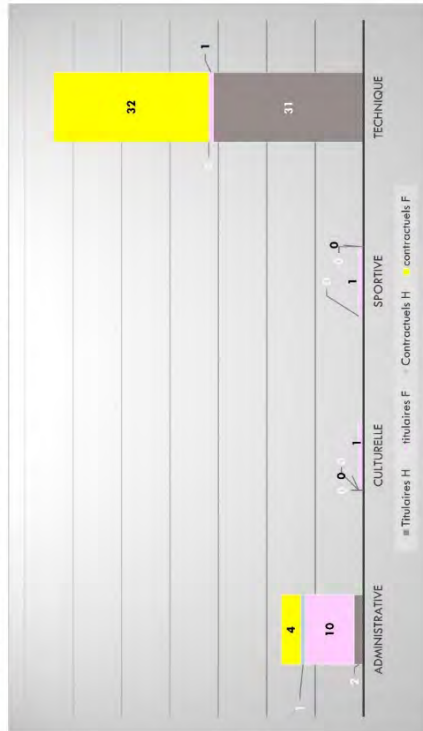 32
1
31
10
4
1
2
0
0
0
1
0
0
1
0
ADMINISTRATIVE
CULTURELLE
SPORTIVE
TECHNIQUE
Titulaires H
titulaires F
Contractuels H
contractuels F